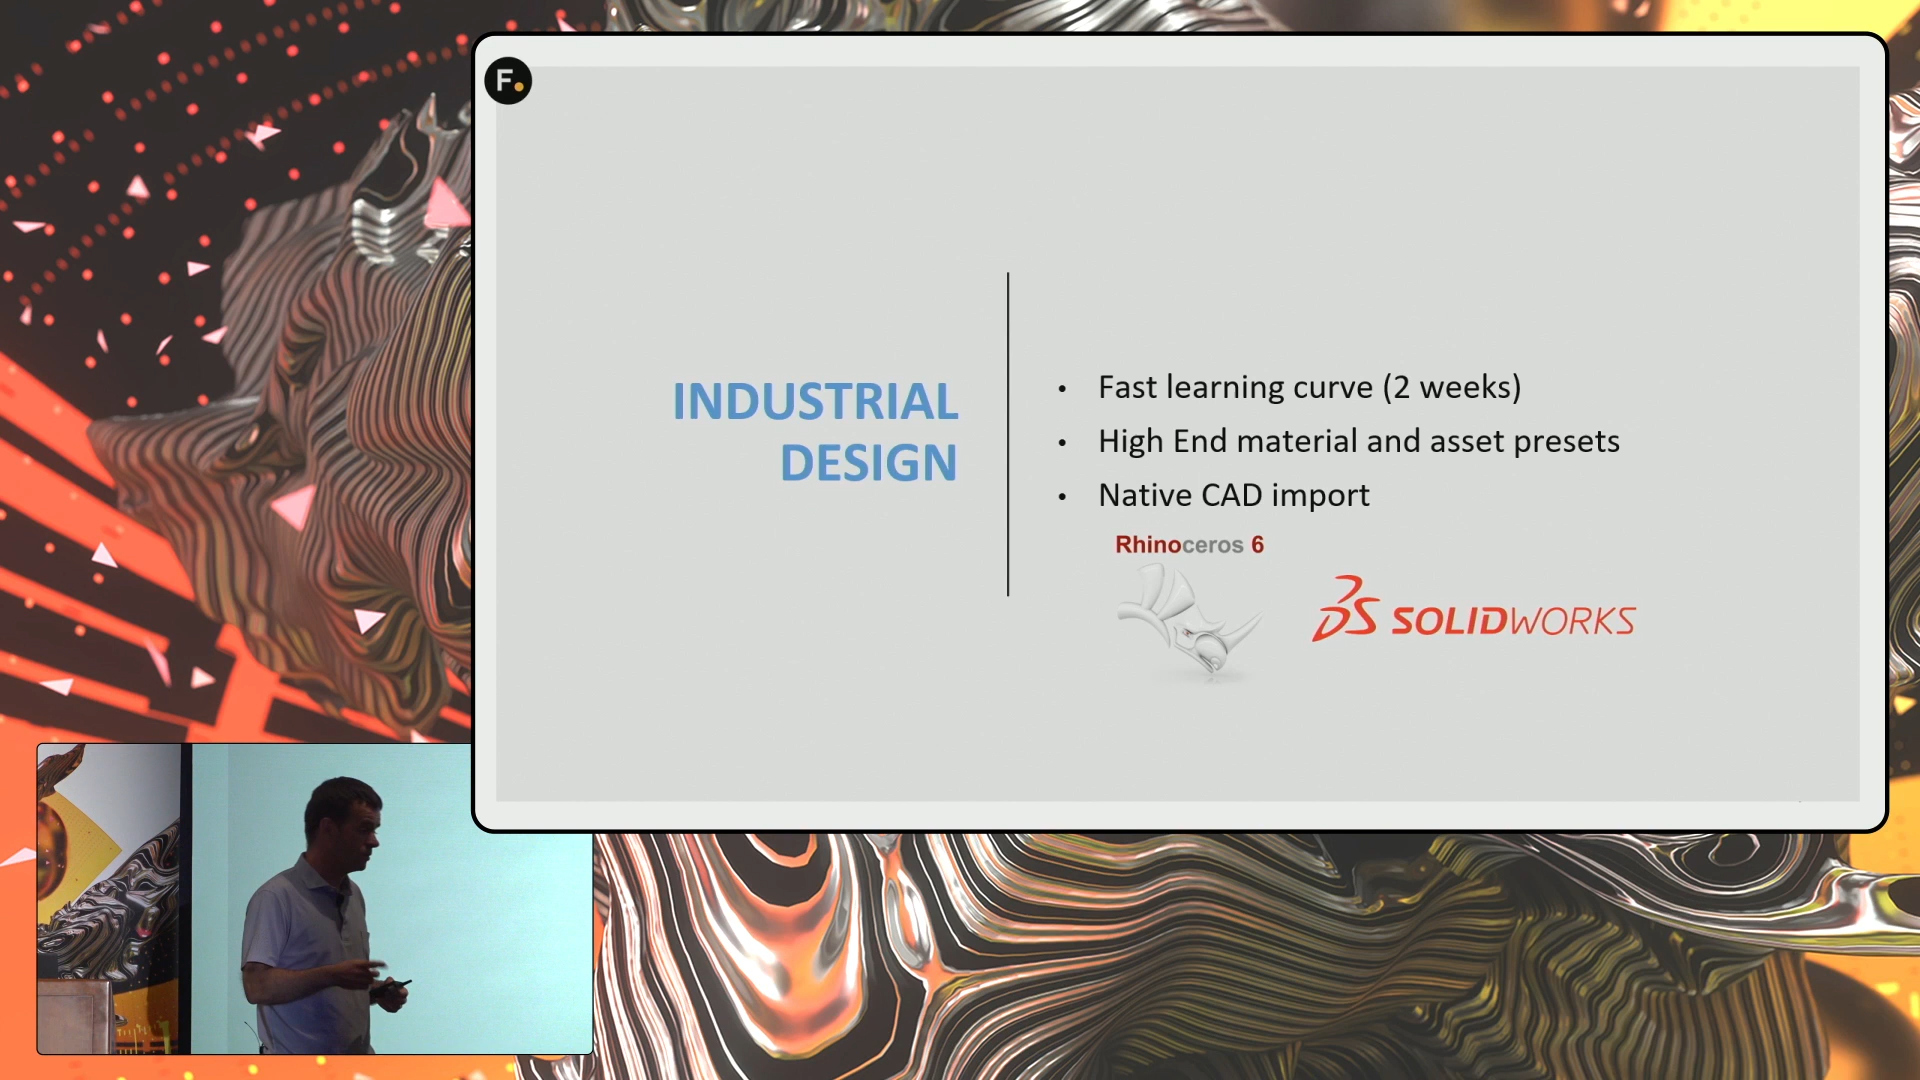 F.
INDUSTRIAL
DESIGN
• Fast learning curve (2 weeks)
• High End material and asset presets
• Native CAD import
Rhinoceros 6
SOLIDWORKS